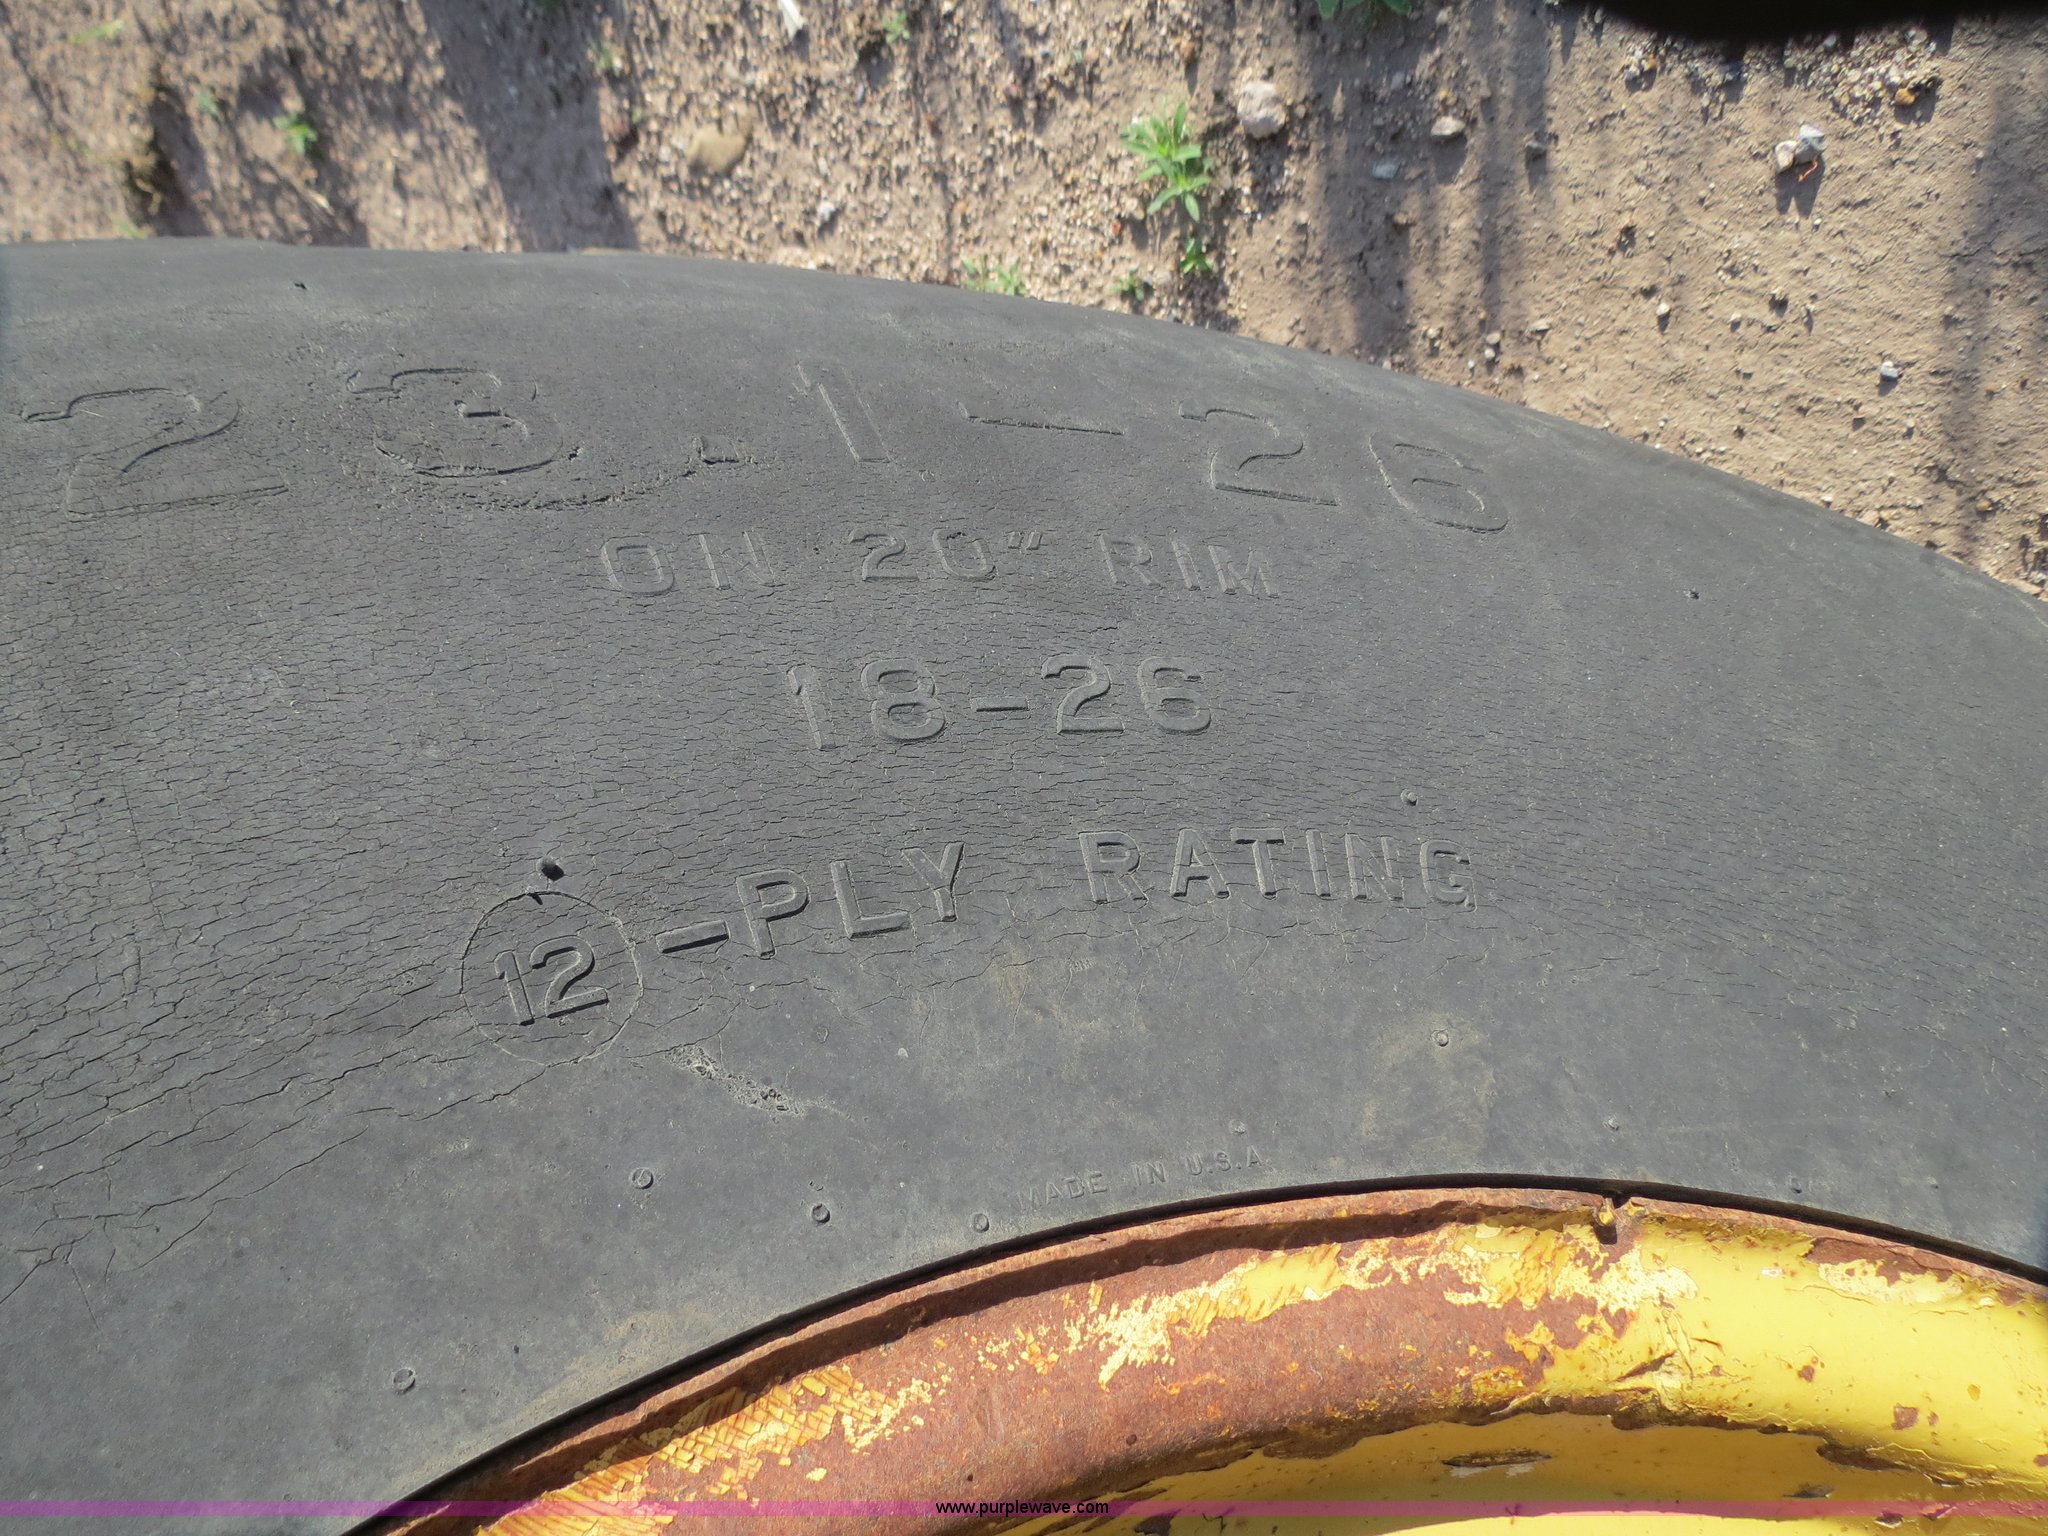 23.1-26
ON 20" RIM
18-26
12-PLY RATING
MADE IN U.S.A
www.purplewave.com